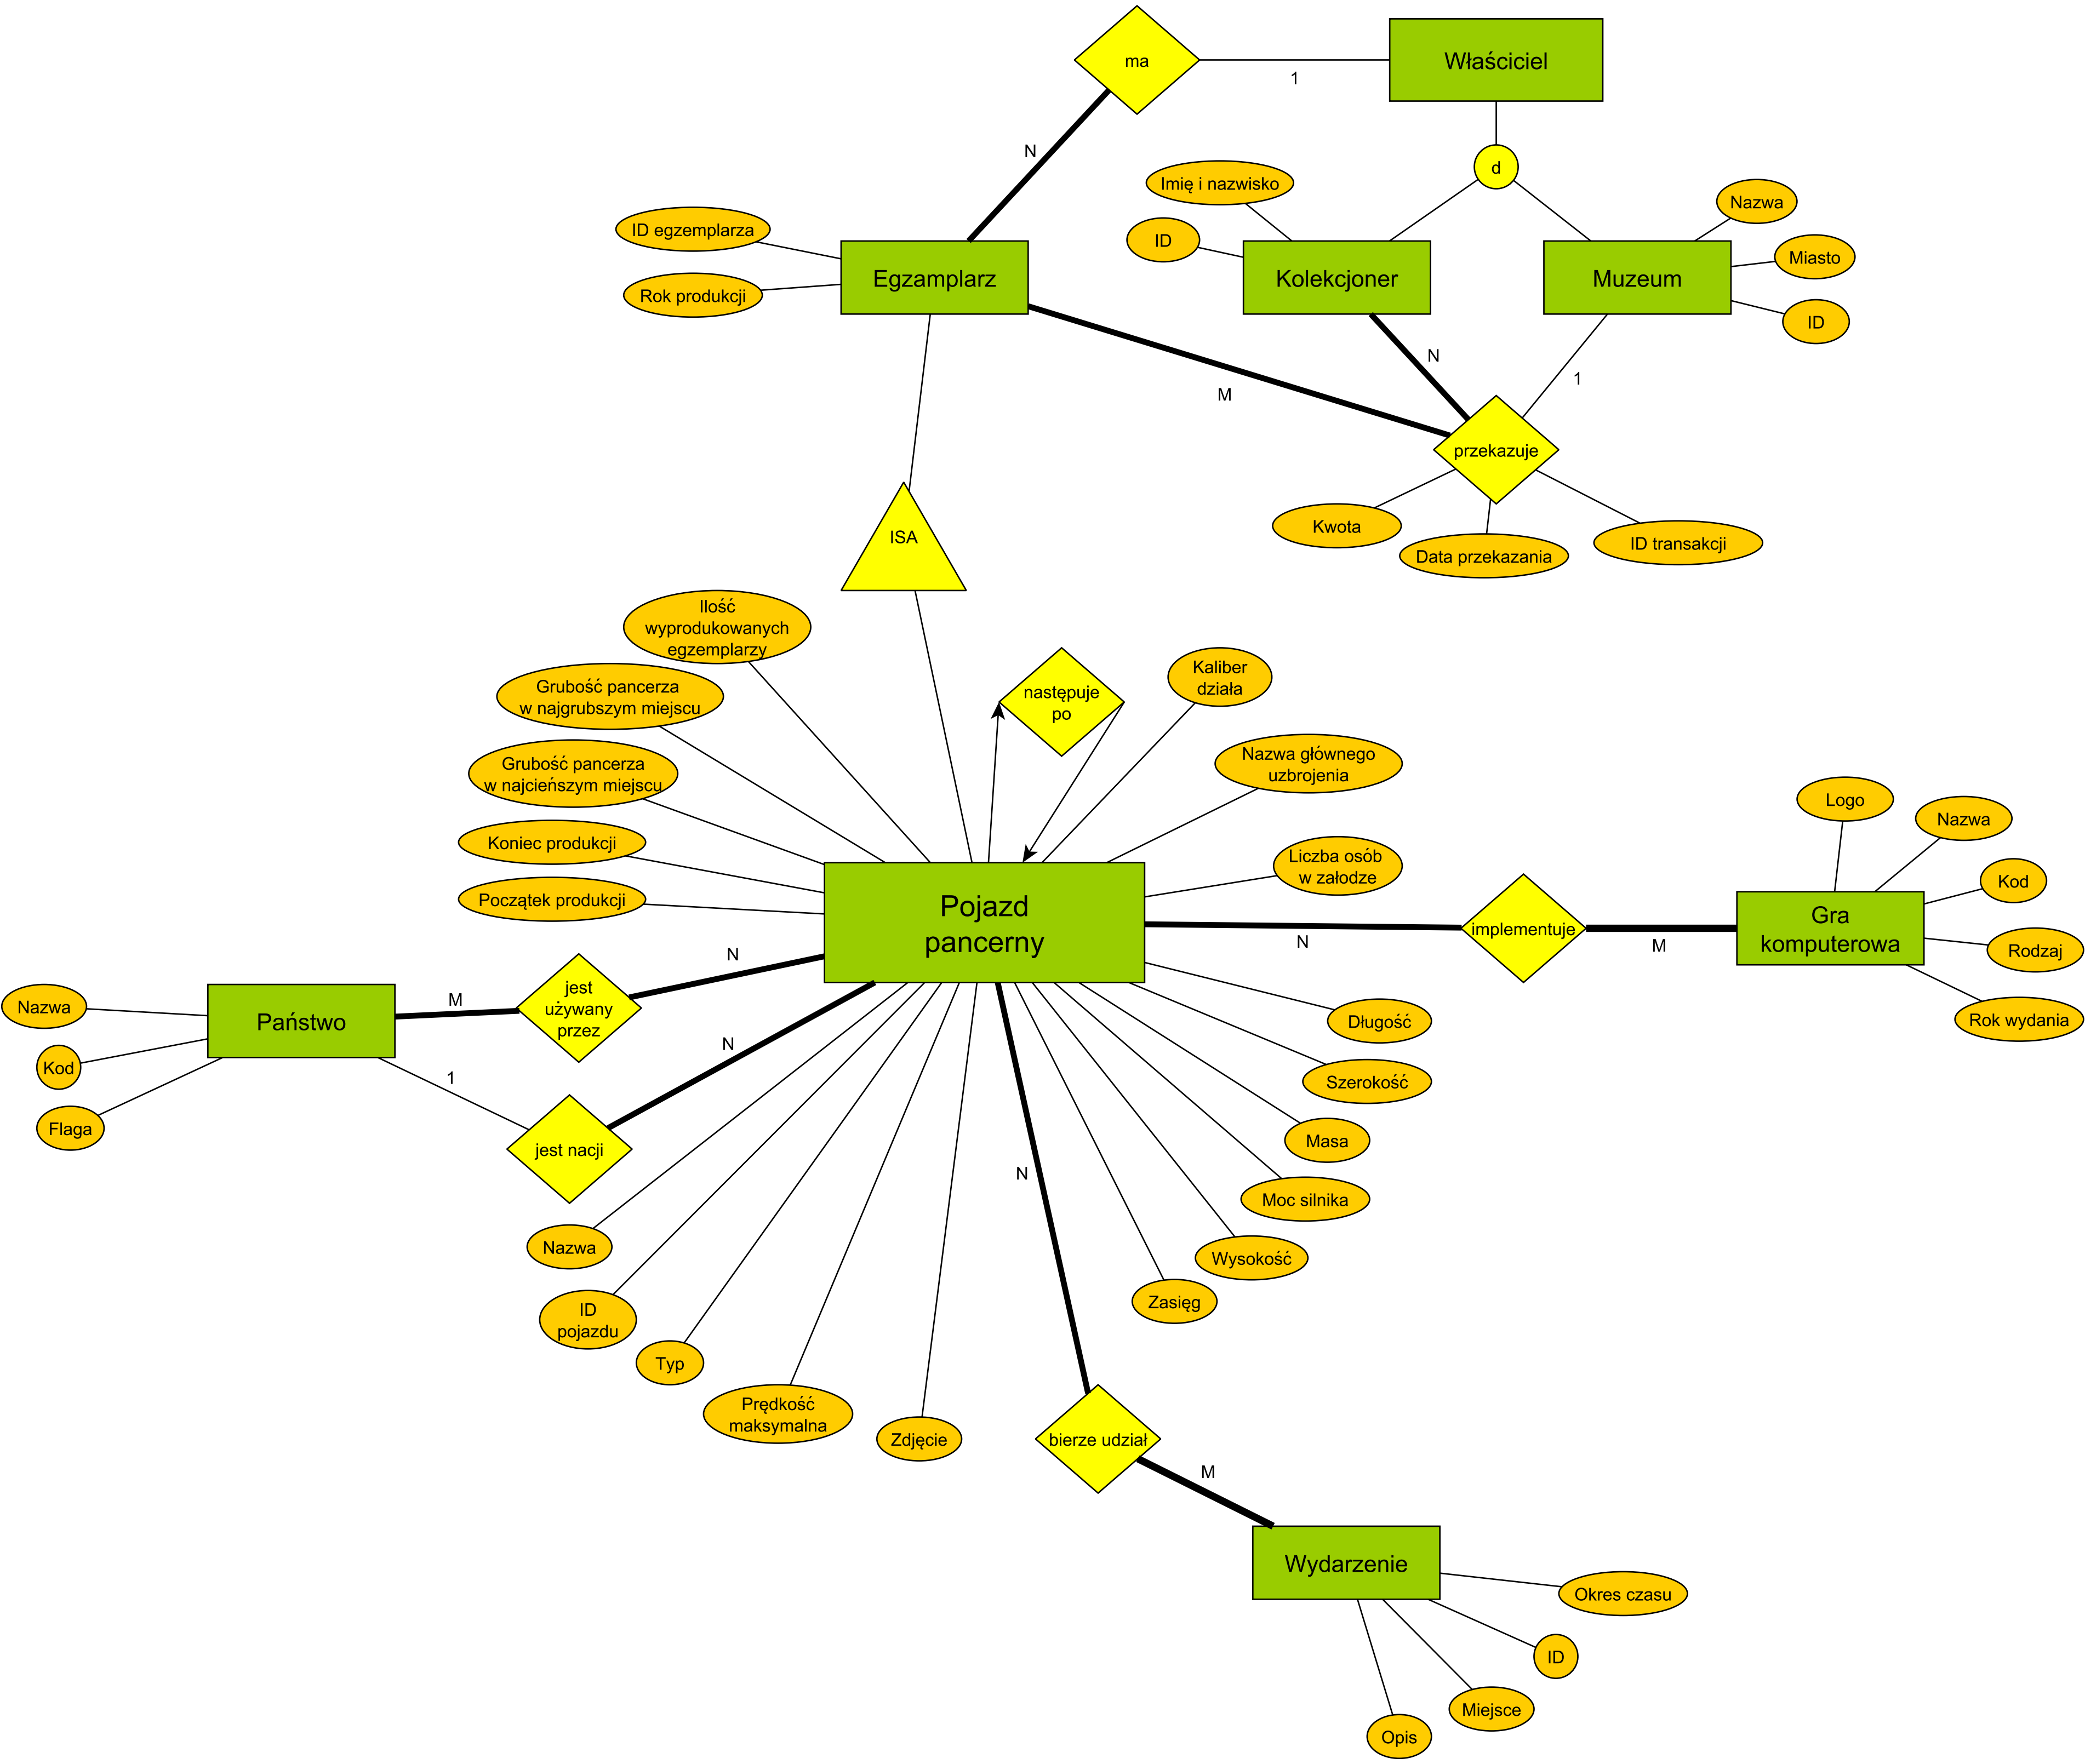 ma
Właściciel
1
N
d
Imię i nazwisko
Nazwa
ID egzemplarza
ID
Miasto
Egzamplarz
Kolekcjoner
Muzeum
Rok produkcji
ID
N
1
M
przekazuje
Kwota
Data przekazania
ID transakcji
ISA
Ilość
wyprodukowanych
egzemplarzy
Grubość pancerza
w najgrubszym miejscu
następuje
po
Kaliber
działa
Grubość pancerza
w najcieńszym miejscu
Nazwa głównego
uzbrojenia
Koniec produkcji
Liczba osób
w załodze
Logo
Nazwa
Kod
Początek produkcji
Pojazd
pancerny
N
implementuje
M
Gra
komputerowa
Rodzaj
Rok wydania
N
M
jest
używany
przez
Nazwa
Państwo
Kod
Flaga
1
N
jest nacji
Długość
Szerokość
Masa
Moc silnika
Wysokość
Zasięg
N
Nazwa
ID
pojazdu
Typ
Prędkość
maksymalna
Zdjęcie
bierze udział
M
Wydarzenie
Okres czasu
ID
Miejsce
Opis